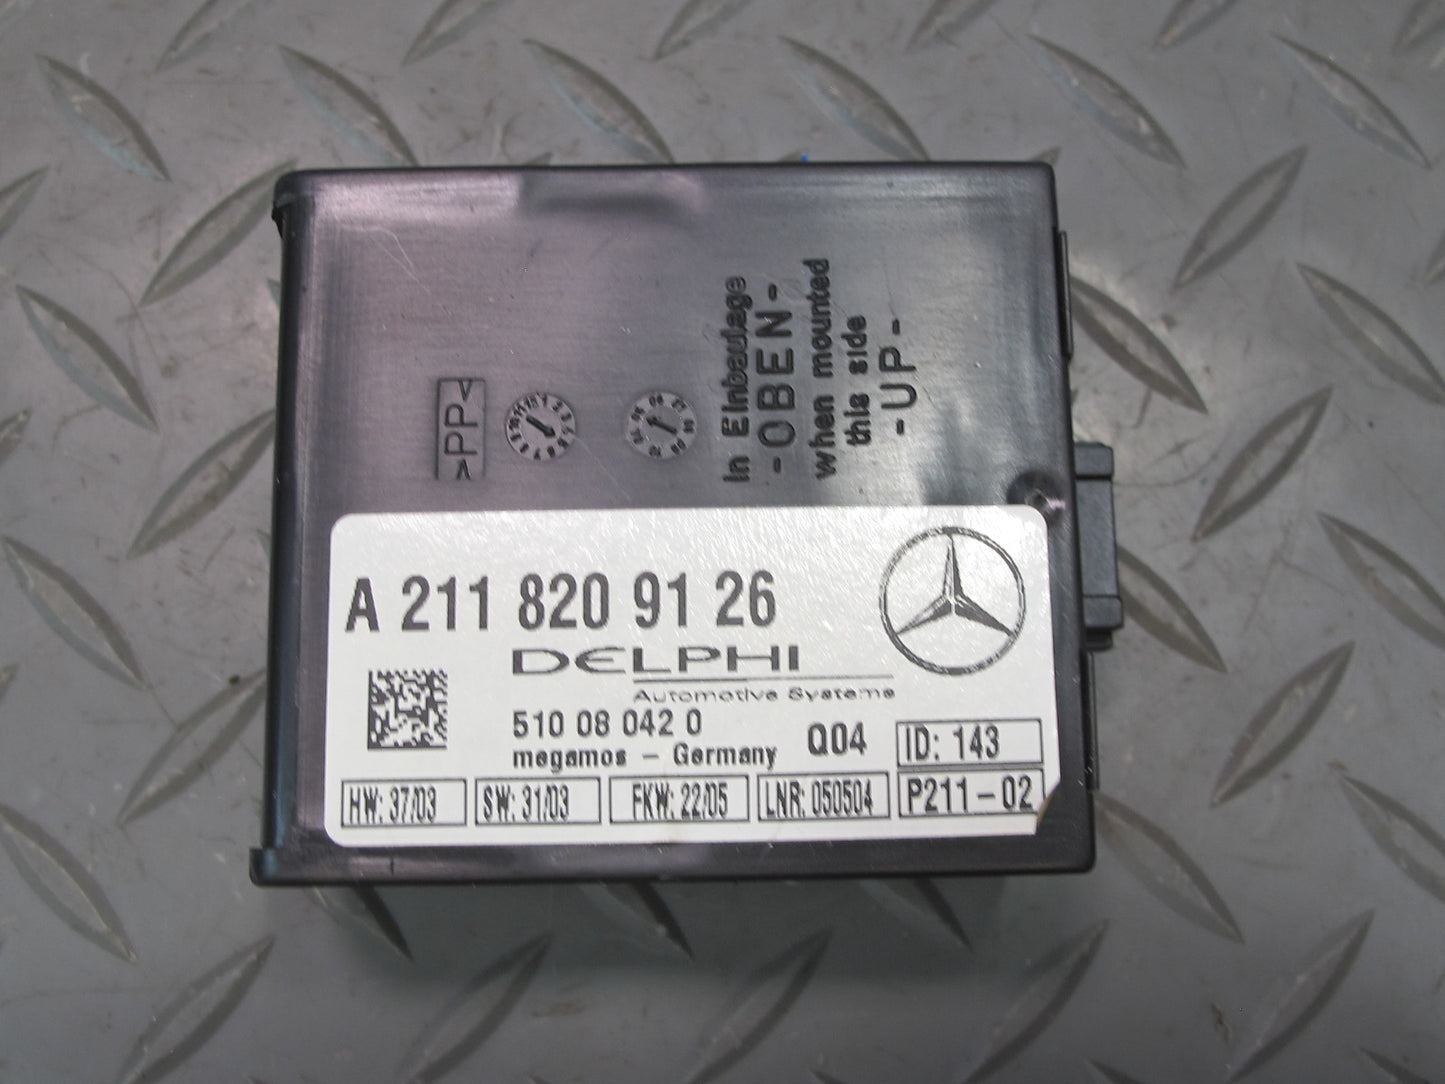 >PP<
In Einbaulage
-OBEN-
when mounted
this side
-UP-
A 211 820 91 26
DELPHI
Automotive Systems
510 08 042 0
megamos - Germany
Q04
ID: 143
HW: 37/03
SW: 31/03
FKW: 22/05
LNR: 050504
P211-02